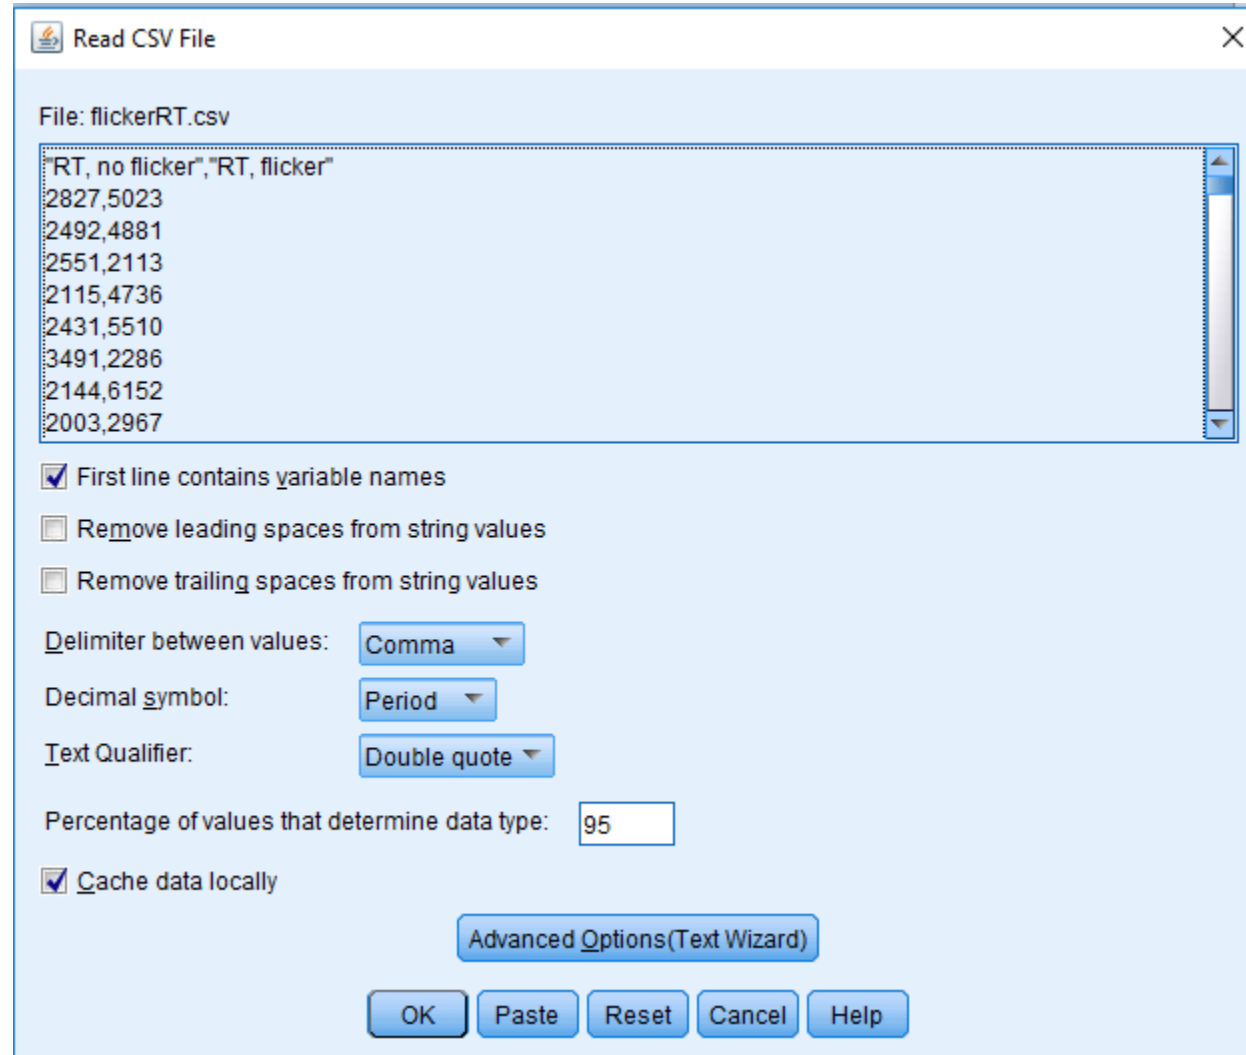 Read CSV File
File: flickerRT.csv
"RT, no flicker","RT, flicker"
2827,5023
2492,4881
2551,2113
2115,4736
2431,5510
3491,2286
2144,6152
2003,2967
First line contains variable names
Remove leading spaces from string values
Remove trailing spaces from string values
Delimiter between values: Comma
Decimal symbol: Period
Text Qualifier: Double quote
Percentage of values that determine data type: 95
Cache data locally
Advanced Options(Text Wizard)
OK Paste Reset Cancel Help